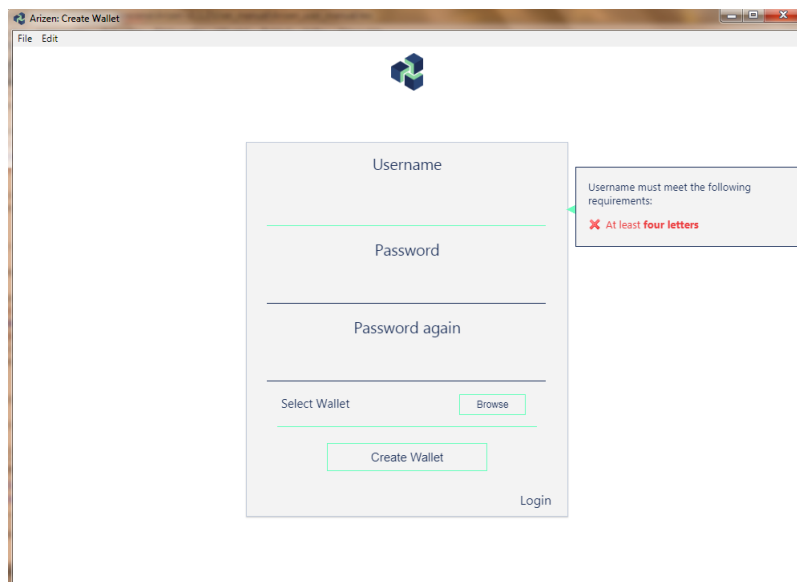 Arizen: Create Wallet
File Edit
Username
Username must meet the following
requirements:
At least four letters
Password
Password again
Select Wallet Browse
Create Wallet
Login